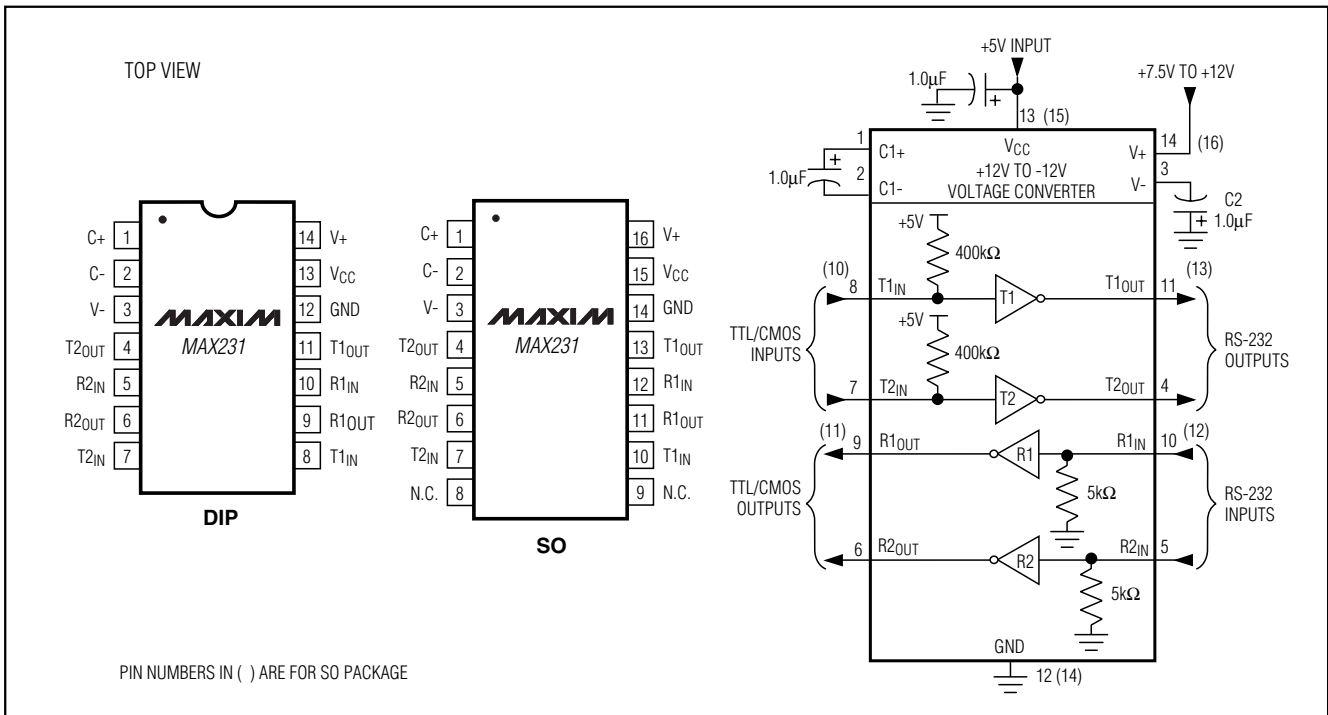 TOP VIEW
C+ 1
C- 2
V- 3
T2OUT 4
R2IN 5
R2OUT 6
T2IN 7
14 V+
13 VCC
12 GND
11 T1OUT
10 R1IN
9 R1OUT
8 T1IN
MAXIM
MAX231
DIP
C+ 1
C- 2
V- 3
T2OUT 4
R2IN 5
R2OUT 6
T2IN 7
N.C. 8
16 V+
15 VCC
14 GND
13 T1OUT
12 R1IN
11 R1OUT
10 T1IN
9 N.C.
MAXIM
MAX231
SO
PIN NUMBERS IN ( ) ARE FOR SO PACKAGE
+5V INPUT
1.0µF
+
+7.5V TO +12V
13 (15)
VCC
1 C1+
2 C1-
1.0µF
+
+12V TO -12V
VOLTAGE CONVERTER
V+ 14 (16)
V- 3
C2
+ 1.0µF
+5V
400kΩ
(10)
8 T1IN
T1
T1OUT 11
(13)
+5V
400kΩ
TTL/CMOS
INPUTS
RS-232
OUTPUTS
7 T2IN
T2
T2OUT 4
(11)
9 R1OUT
R1
R1IN 10
(12)
5kΩ
TTL/CMOS
OUTPUTS
RS-232
INPUTS
6 R2OUT
R2
R2IN 5
5kΩ
GND
12 (14)